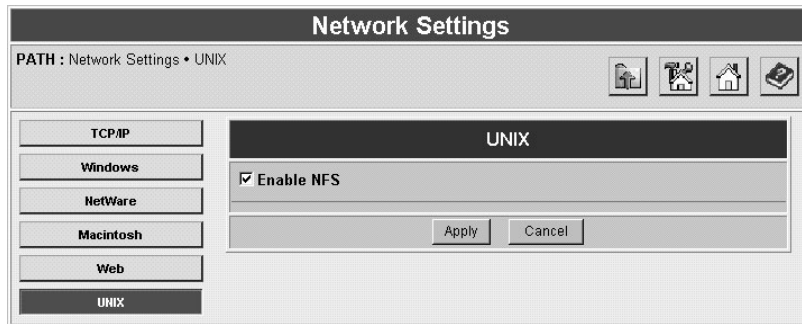 Network Settings
PATH : Network Settings • UNIX
TCP/IP
Windows
NetWare
Macintosh
Web
UNIX
UNIX
Enable NFS
Apply Cancel